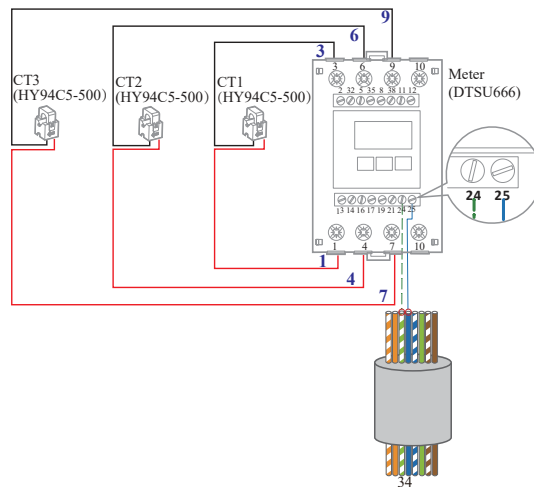 9
6
3
3 6 9 10
CT3
(HY94C5-500)
CT2
(HY94C5-500)
CT1
(HY94C5-500)
Meter
(DTSU666)
2 32 5 35 8 38 11 12
24 25
13 14 16 17 19 21 24 25
1 4 7 10
1
4
7
34